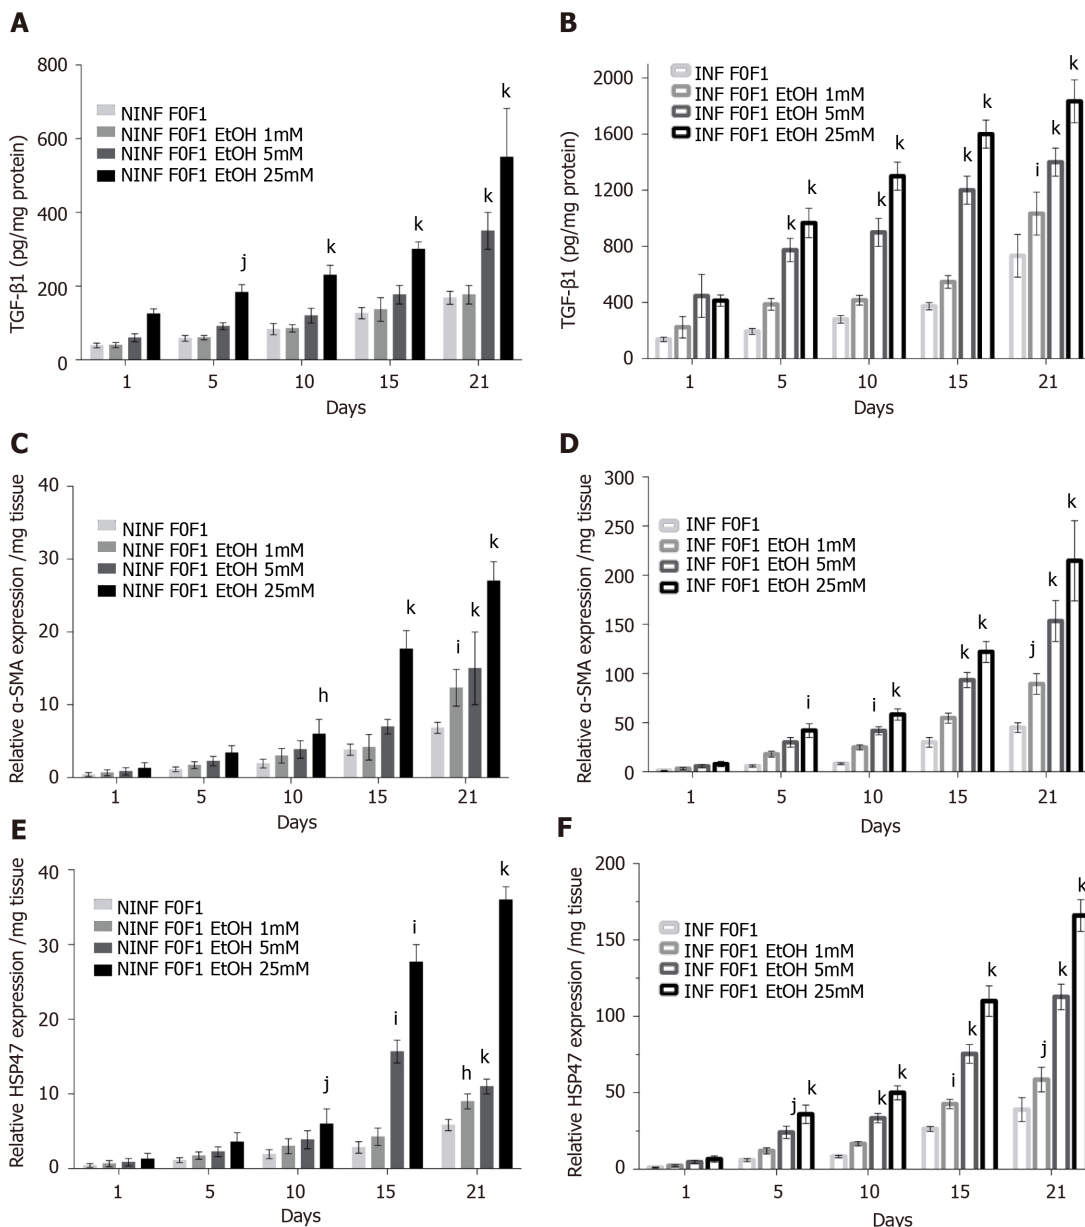 A
TGF-β1 (pg/mg protein)
800
600
400
200
0
NINF F0F1
NINF F0F1 EtOH 1mM
NINF F0F1 EtOH 5mM
NINF F0F1 EtOH 25mM
j
k
k
k
k
1 5 10 15 21
Days
B
TGF-β1 (pg/mg protein)
2000
1600
1200
800
400
0
INF F0F1
INF F0F1 EtOH 1mM
INF F0F1 EtOH 5mM
INF F0F1 EtOH 25mM
k
k
k
k
k
k
i
k
k
1 5 10 15 21
Days
C
Relative α-SMA expression /mg tissue
40
30
20
10
0
NINF F0F1
NINF F0F1 EtOH 1mM
NINF F0F1 EtOH 5mM
NINF F0F1 EtOH 25mM
h
k
i
k
k
1 5 10 15 21
Days
D
Relative α-SMA expression /mg tissue
300
250
200
150
100
50
0
INF F0F1
INF F0F1 EtOH 1mM
INF F0F1 EtOH 5mM
INF F0F1 EtOH 25mM
i
i
k
k
k
j
k
k
1 5 10 15 21
Days
E
Relative HSP47 expression /mg tissue
40
30
20
10
0
NINF F0F1
NINF F0F1 EtOH 1mM
NINF F0F1 EtOH 5mM
NINF F0F1 EtOH 25mM
j
i
i
h
k
k
1 5 10 15 21
Days
F
Relative HSP47 expression /mg tissue
200
150
100
50
0
INF F0F1
INF F0F1 EtOH 1mM
INF F0F1 EtOH 5mM
INF F0F1 EtOH 25mM
j
k
k
k
i
k
k
j
k
k
1 5 10 15 21
Days